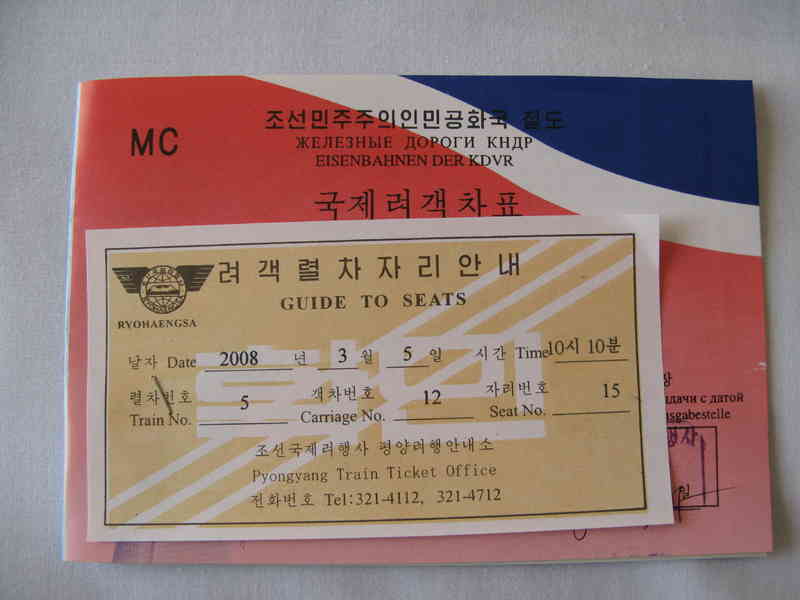 MC
조선민주주의인민공화국 철도
ЖЕЛЕЗНЫЕ ДОРОГИ КНДР
EISENBAHNEN DER KDVR
국제려객차표
려객렬차자리안내
GUIDE TO SEATS
RYOHAENGSA
날자 Date 2008 년 3 월 5 일 시간 Time 10시 10분
렬차번호 객차번호 자리번호
Train No. 5 Carriage No. 12 Seat No. 15
조선국제려행사 평양려행안내소
Pyongyang Train Ticket Office
전화번호 Tel:321-4112, 321-4712
с датой